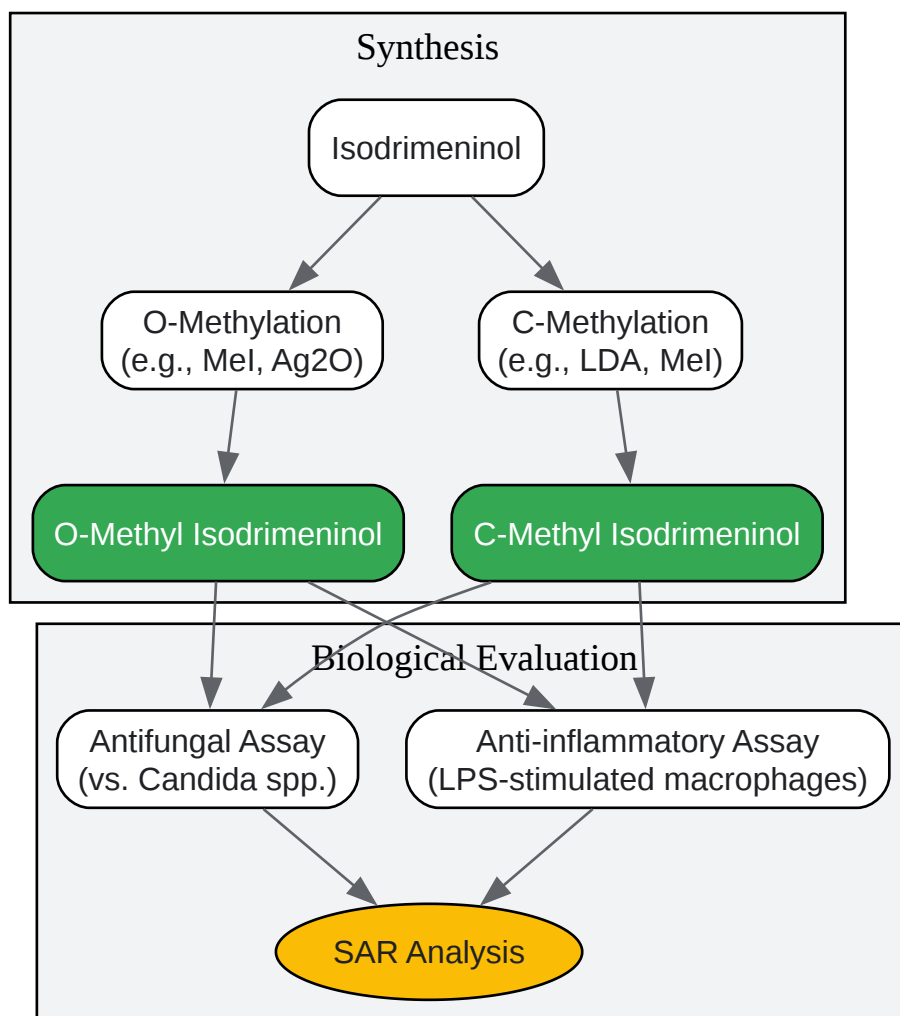 Synthesis
Isodrimeninol
O-Methylation
(e.g., MeI, Ag2O)
C-Methylation
(e.g., LDA, MeI)
O-Methyl Isodrimeninol
C-Methyl Isodrimeninol
Biological Evaluation
Antifungal Assay
(vs. Candida spp.)
Anti-inflammatory Assay
(LPS-stimulated macrophages)
SAR Analysis